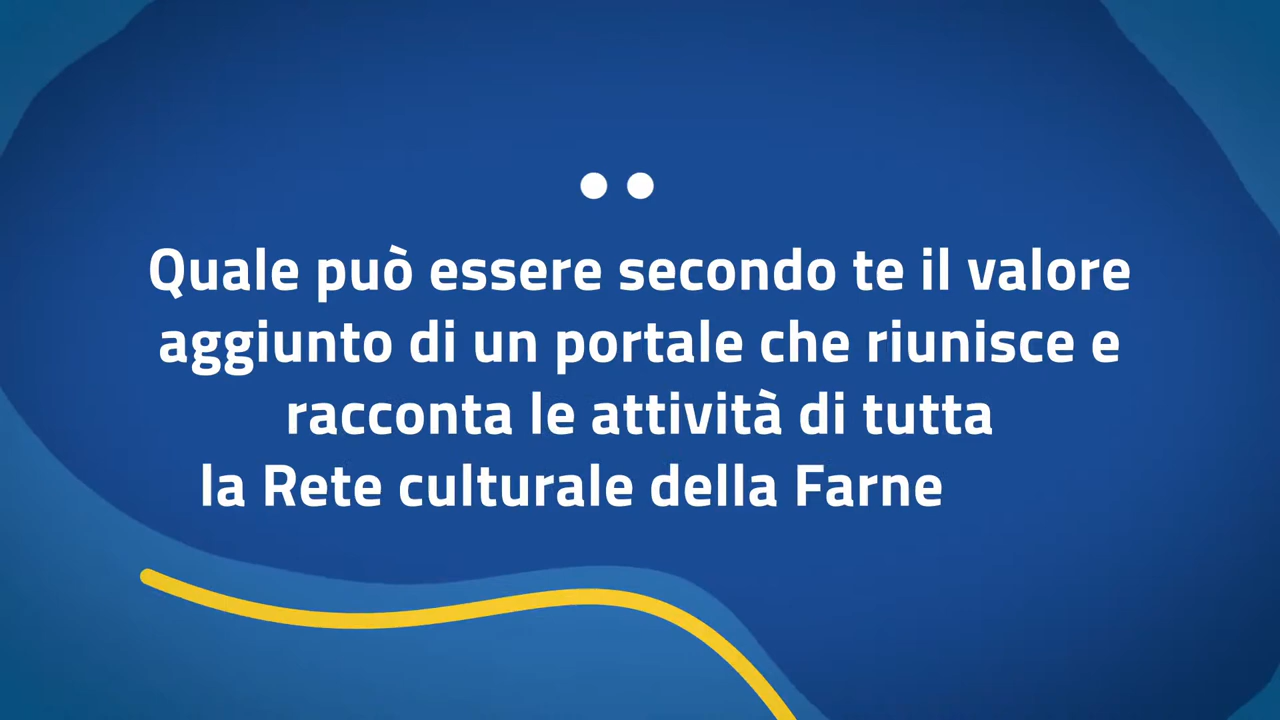 Quale può essere secondo te il valore
aggiunto di un portale che riunisce e
racconta le attività di tutta
la Rete culturale della Farne